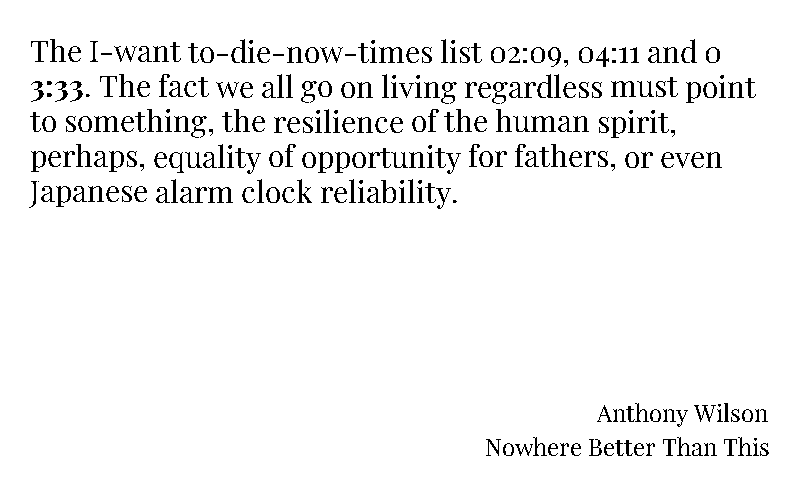 The I-want to-die-now-times list 02:09, 04:11 and 0
3:33. The fact we all go on living regardless must point
to something, the resilience of the human spirit,
perhaps, equality of opportunity for fathers, or even
Japanese alarm clock reliability.
Anthony Wilson
Nowhere Better Than This